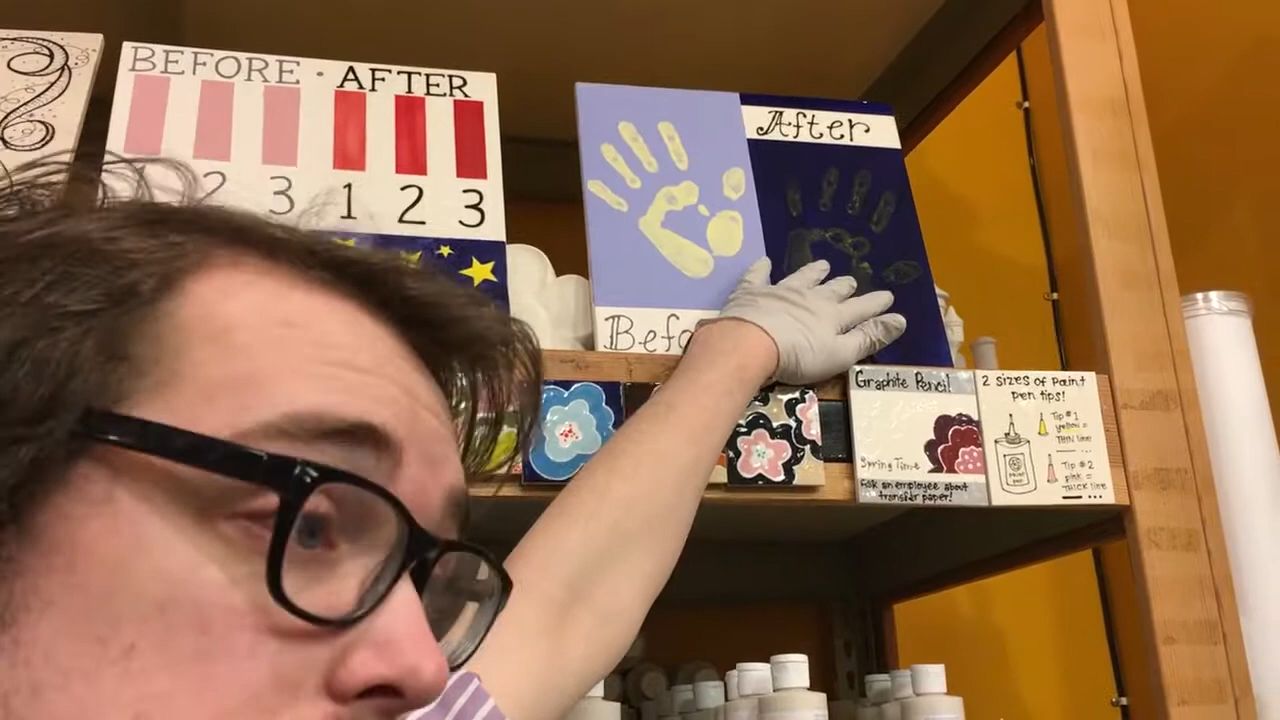 BEFORE · AFTER
2 3 1 2 3
After
Before
Graphite Pencil
Spring Time
Ask an employee about
transfer paper!
2 sizes of paint
pen tips!
Tip #1
yellow =
THIN line
Tip #2
pink =
THICK line